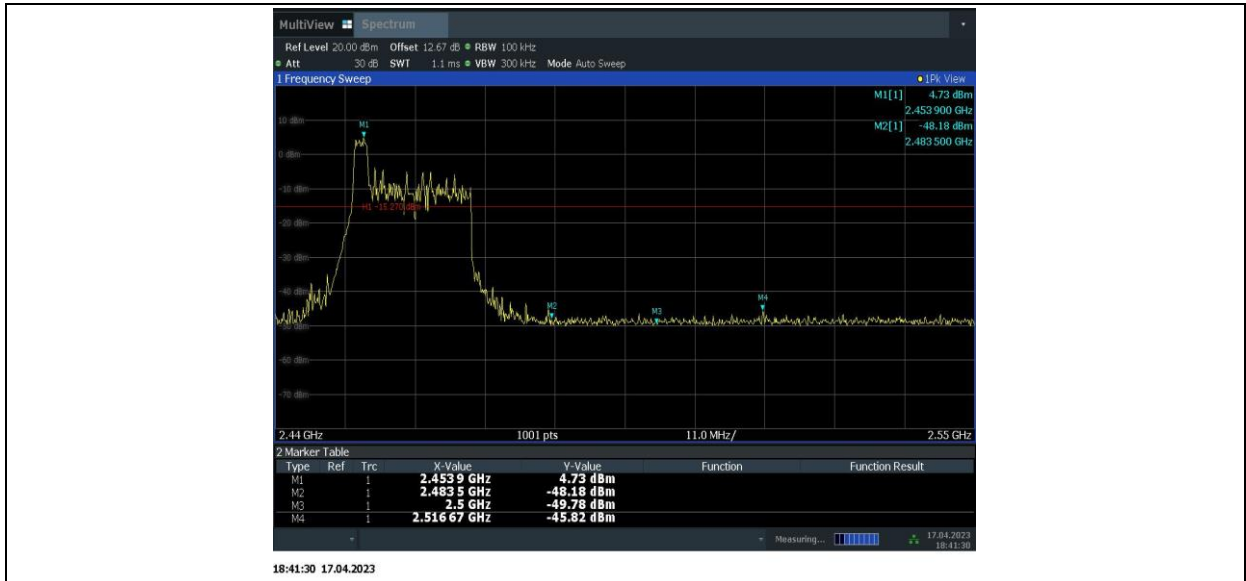 MultiView Spectrum
Ref Level 20.00 dBm Offset 12.67 dB RBW 100 kHz
Att 30 dB SWT 1.1 ms VBW 300 kHz Mode Auto Sweep
1 Frequency Sweep 1Pk View
M1[1] 4.73 dBm
2.453 900 GHz
10 dBm M1 M2[1] -48.18 dBm
2.483 500 GHz
0 dBm
-10 dBm
H1 -15.270 dBm
-20 dBm
-30 dBm
-40 dBm
M2 M3 M4
-50 dBm
-60 dBm
-70 dBm
2.44 GHz 1001 pts 11.0 MHz/ 2.55 GHz
2 Marker Table
Type Ref Trc X-Value Y-Value Function Function Result
M1 1 2.453 9 GHz 4.73 dBm
M2 1 2.483 5 GHz -48.18 dBm
M3 1 2.5 GHz -49.78 dBm
M4 1 2.516 67 GHz -45.82 dBm
Measuring... 17.04.2023
18:41:30
18:41:30 17.04.2023